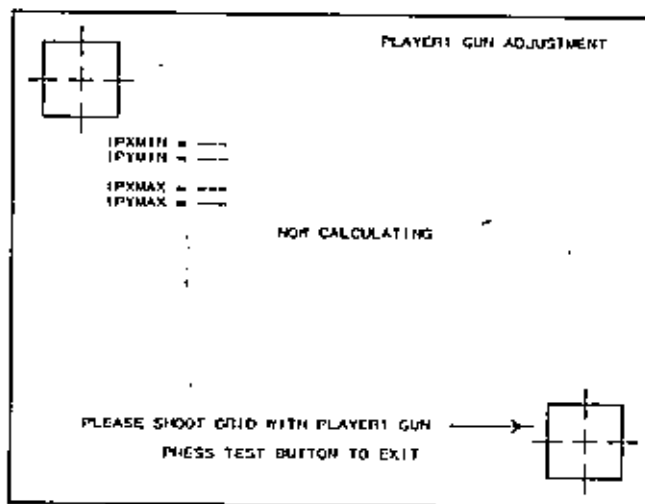 PLAYER1 GUN ADJUSTMENT
1PXMIN = ---
1PYMIN = ---
1PXMAX = ---
1PYMAX = ---
NOW CALCULATING
PLEASE SHOOT GRID WITH PLAYER1 GUN
PRESS TEST BUTTON TO EXIT